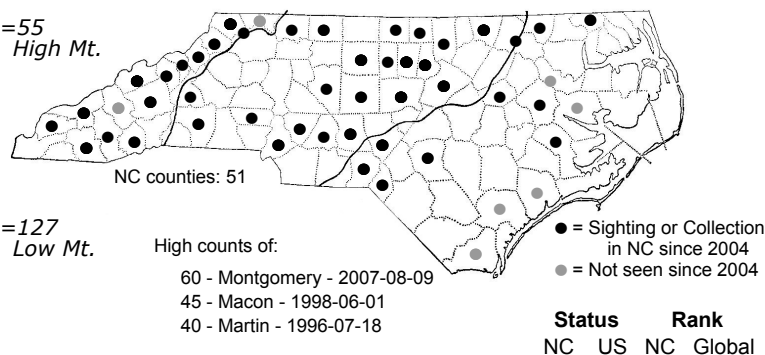 =55
High Mt.
NC counties: 51
=127
Low Mt.
High counts of:
60 - Montgomery - 2007-08-09
45 - Macon - 1998-06-01
40 - Martin - 1996-07-18
= Sighting or Collection
in NC since 2004
= Not seen since 2004
Status Rank
NC US NC Global